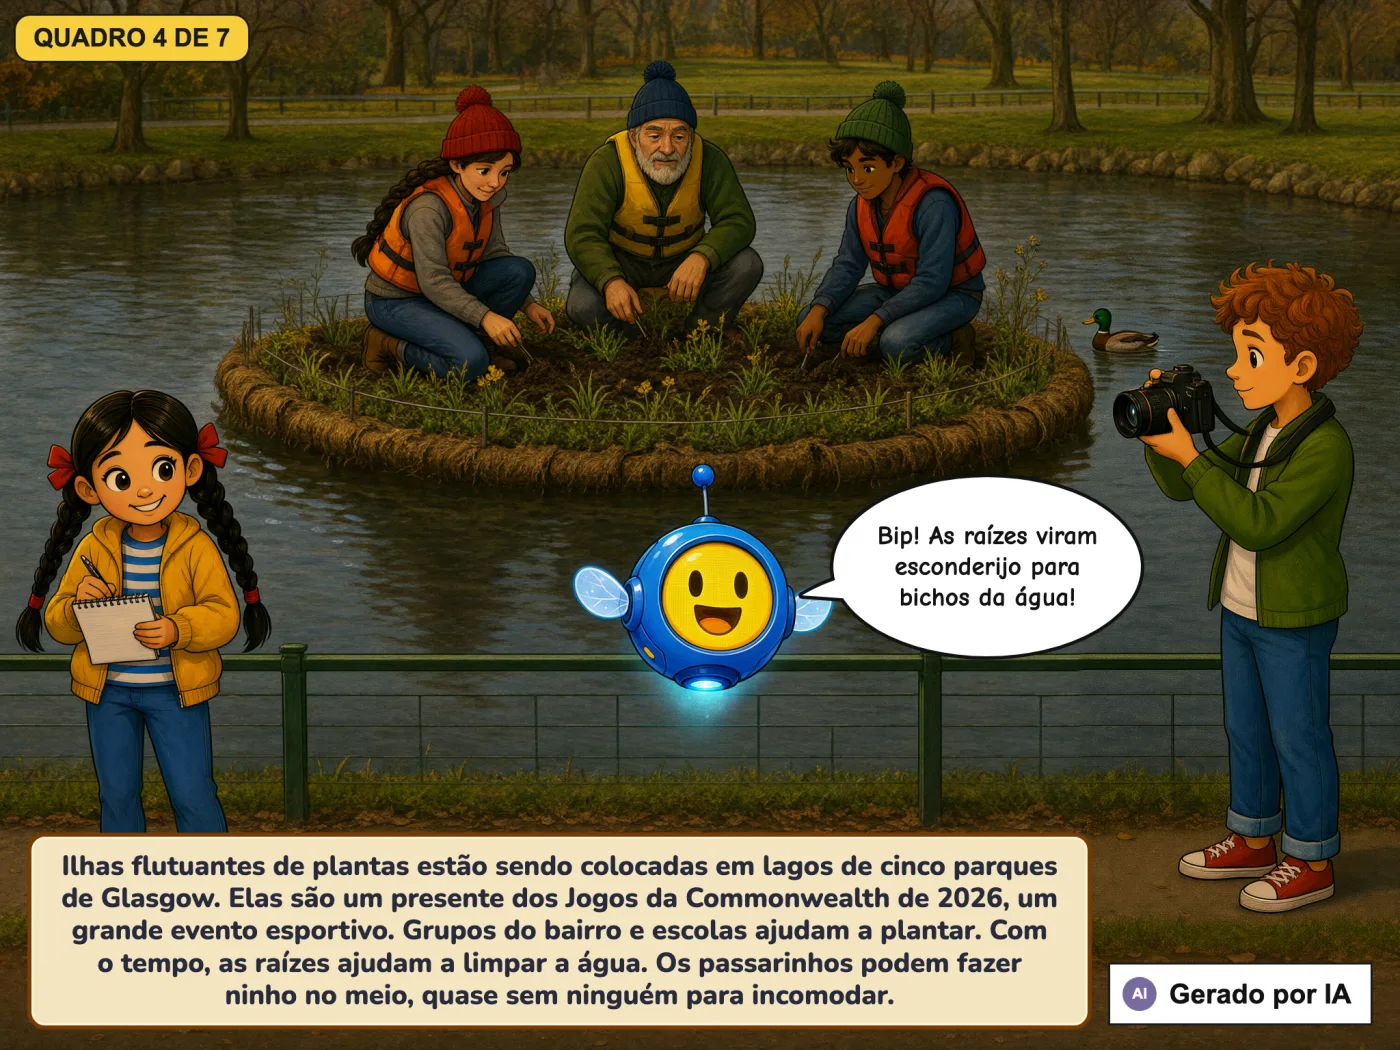 QUADRO 4 DE 7
Bip! As raízes viram
esconderijo para
bichos da água!
Ilhas flutuantes de plantas estão sendo colocadas em lagos de cinco parques
de Glasgow. Elas são um presente dos Jogos da Commonwealth de 2026, um
grande evento esportivo. Grupos do bairro e escolas ajudam a plantar. Com
o tempo, as raízes ajudam a limpar a água. Os passarinhos podem fazer
ninho no meio, quase sem ninguém para incomodar.
AI Gerado por IA